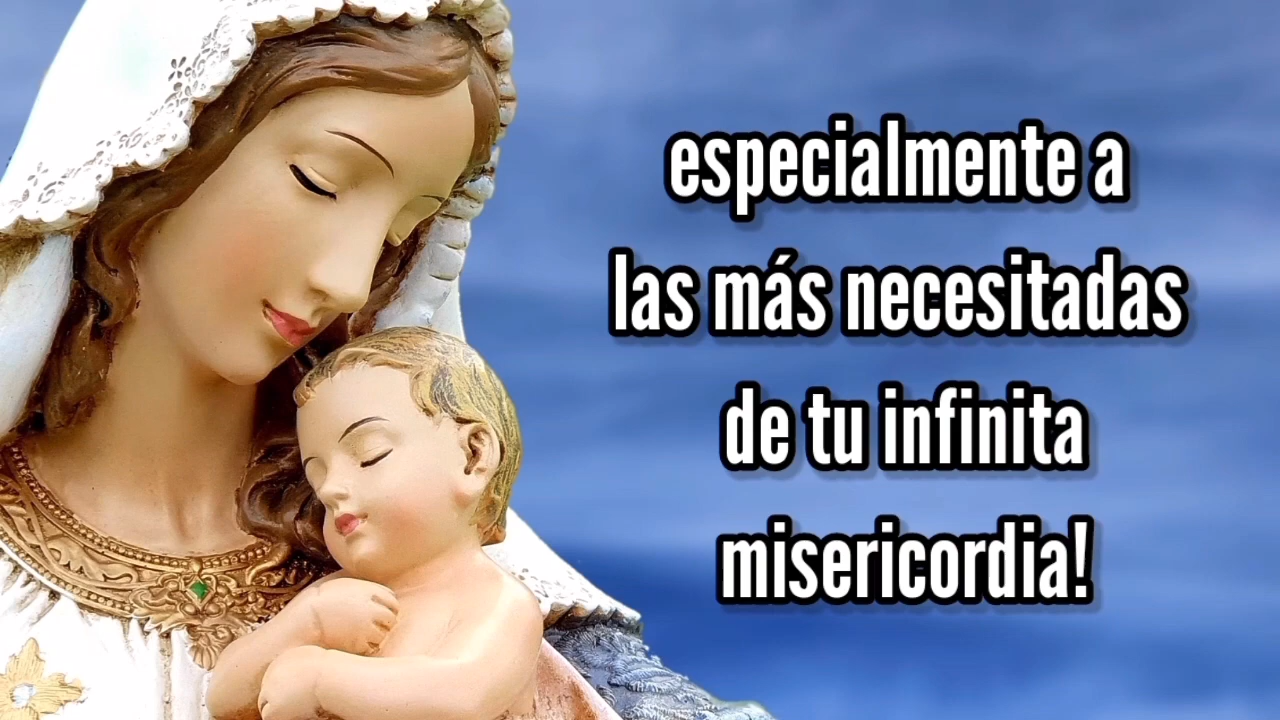 especialmente a
las más necesitadas
de tu infinita
misericordia!